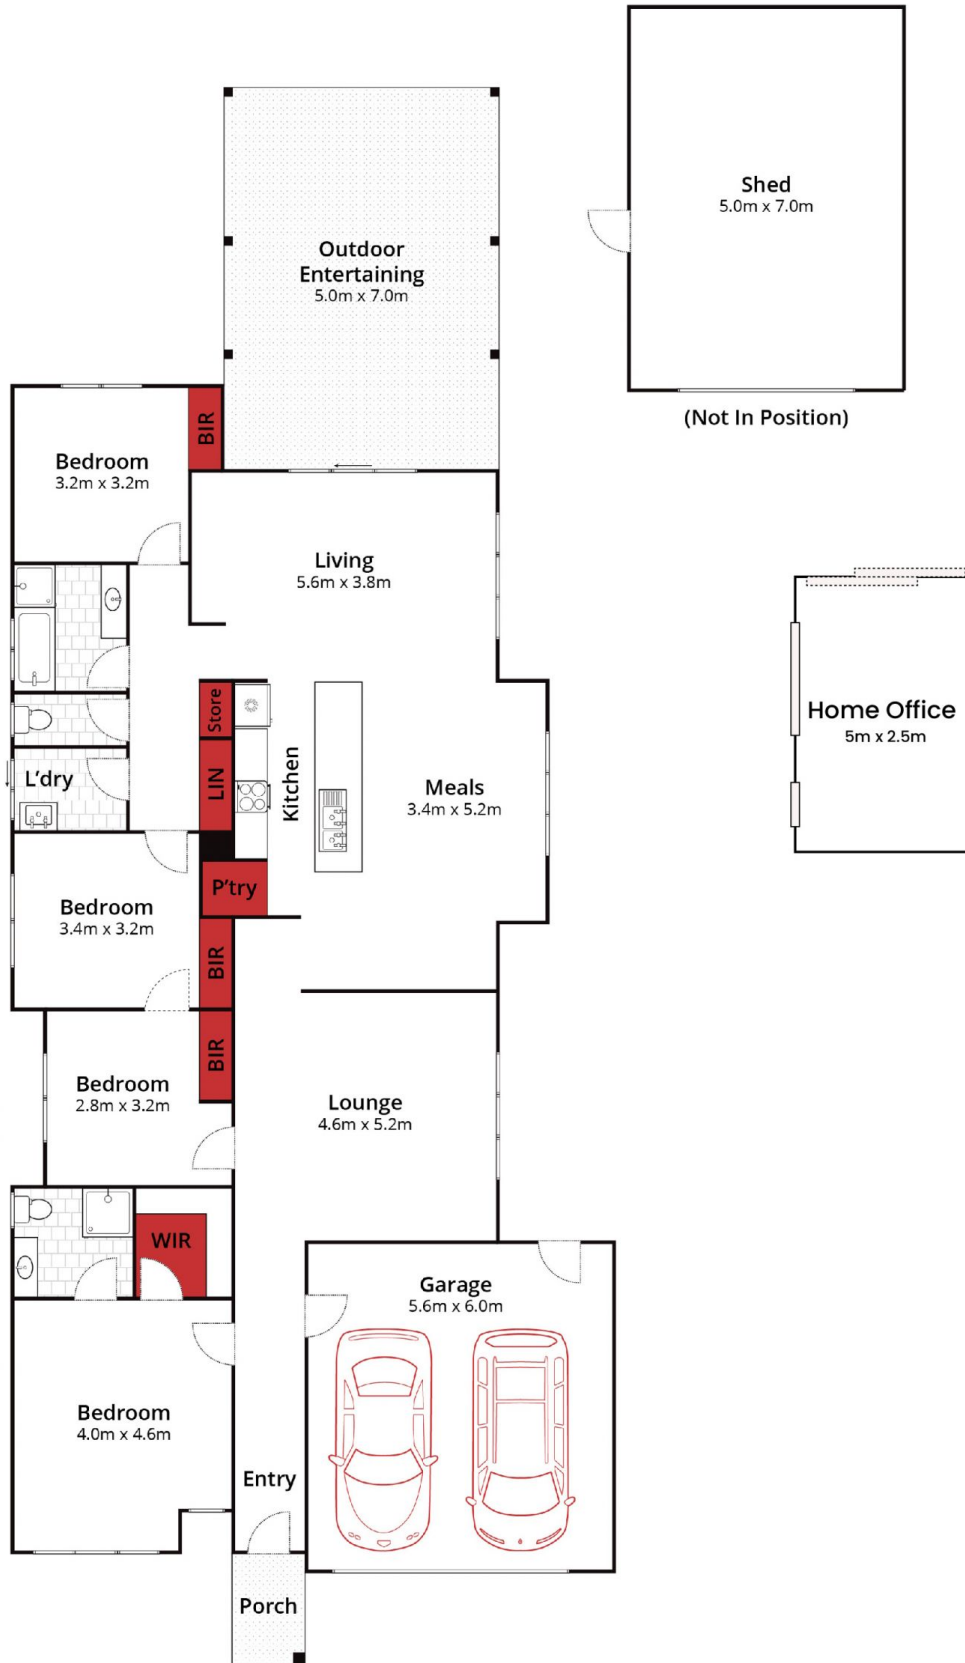 Shed
5.0m x 7.0m
(Not In Position)
Outdoor
Entertaining
5.0m x 7.0m
BIR
Bedroom
3.2m x 3.2m
Living
5.6m x 3.8m
Home Office
5m x 2.5m
Store
LIN
Kitchen
L'dry
Meals
3.4m x 5.2m
P'try
Bedroom
3.4m x 3.2m
BIR
BIR
Bedroom
2.8m x 3.2m
Lounge
4.6m x 5.2m
WIR
Garage
5.6m x 6.0m
Bedroom
4.0m x 4.6m
Entry
Porch